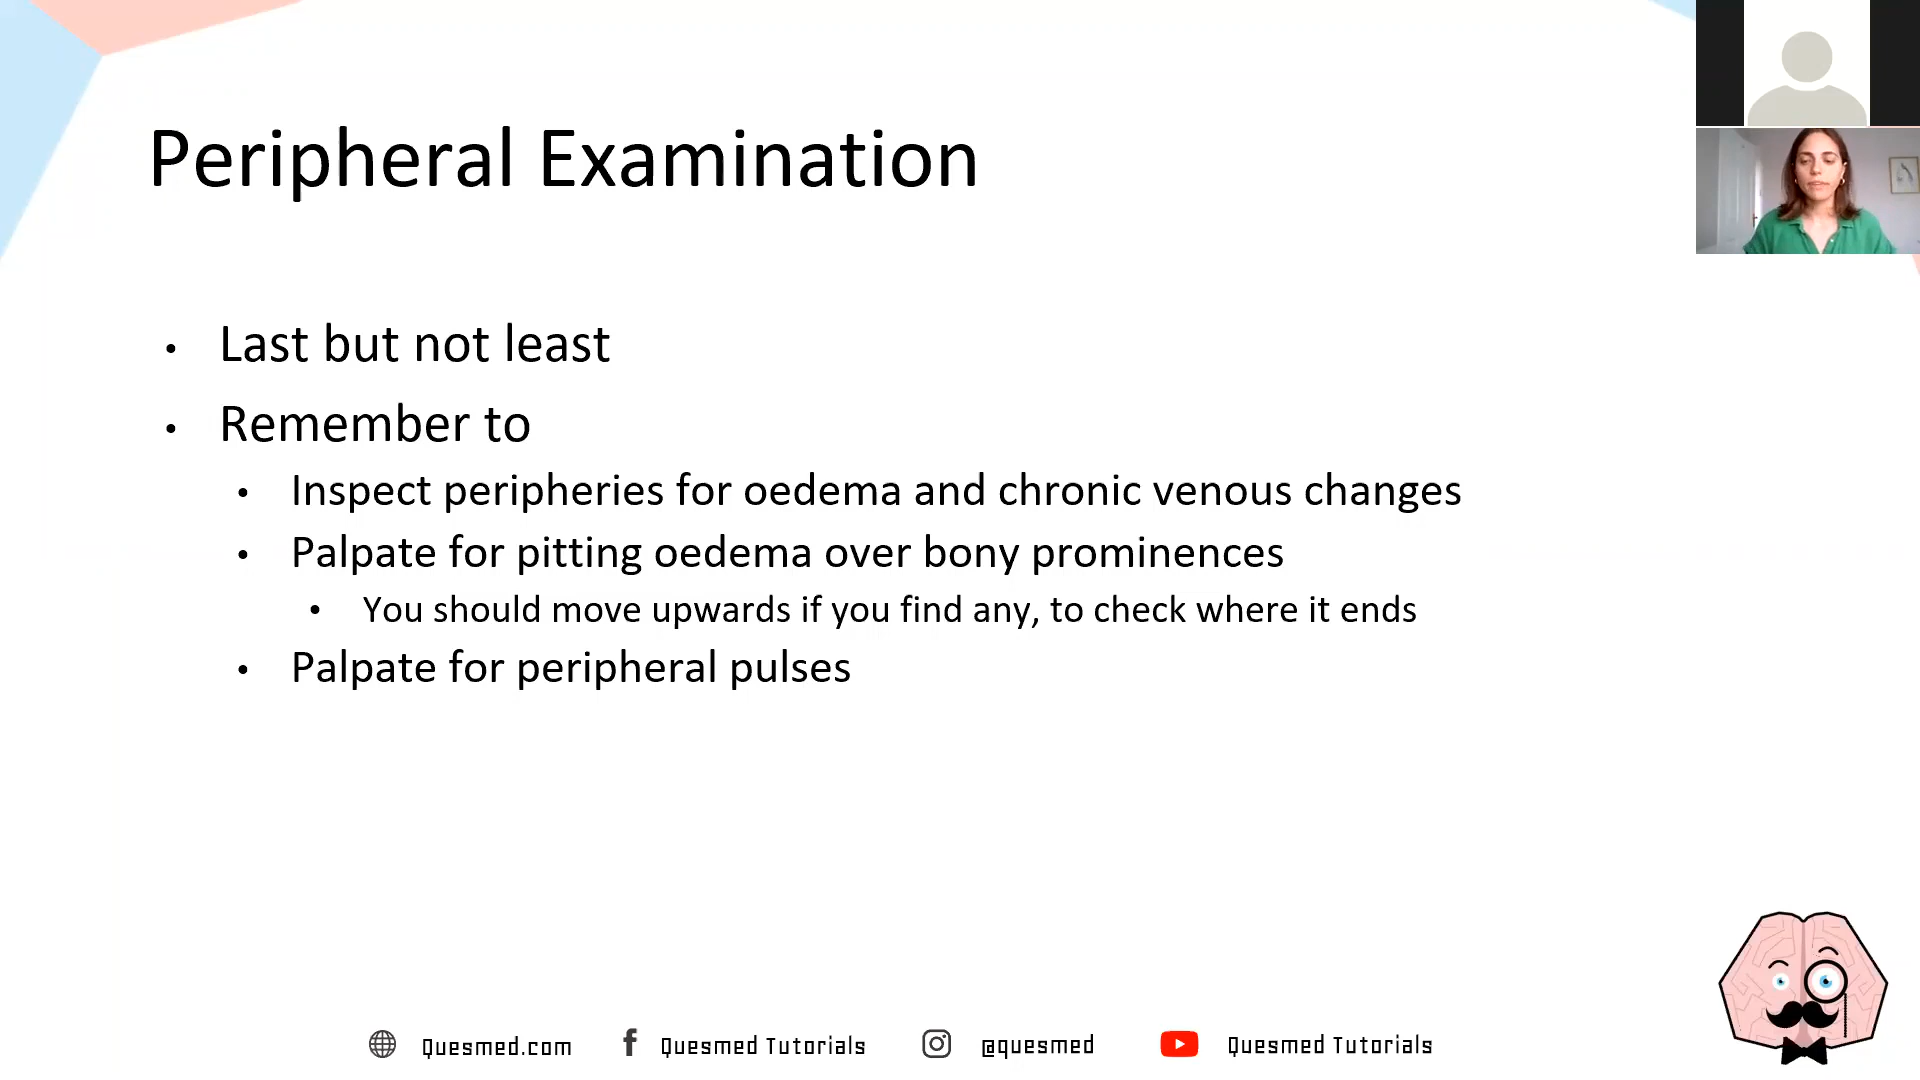 Peripheral Examination
• Last but not least
• Remember to
• Inspect peripheries for oedema and chronic venous changes
• Palpate for pitting oedema over bony prominences
• You should move upwards if you find any, to check where it ends
• Palpate for peripheral pulses
Quesmed.com
Quesmed Tutorials
@quesmed
Quesmed Tutorials